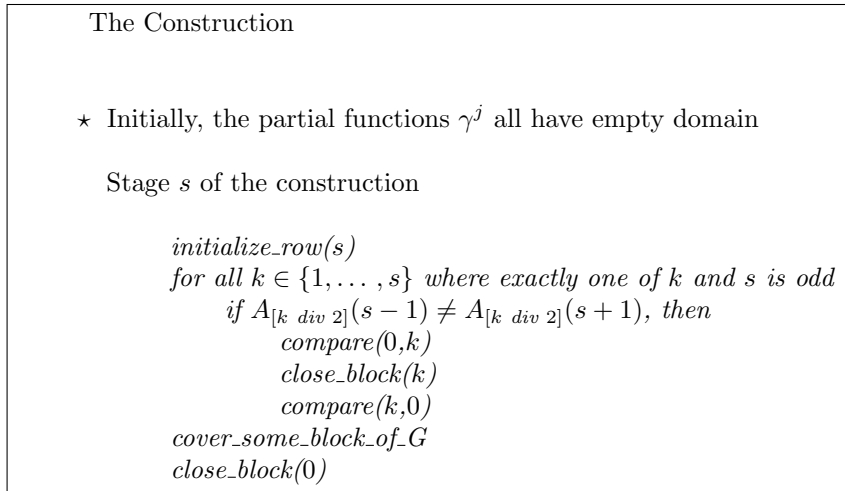 The Construction
⋆ Initially, the partial functions γ^j all have empty domain
Stage s of the construction
initialize_row(s)
for all k ∈ {1, . . . , s} where exactly one of k and s is odd
if A_{[k div 2]}(s − 1) ≠ A_{[k div 2]}(s + 1), then
compare(0,k)
close_block(k)
compare(k,0)
cover_some_block_of_G
close_block(0)